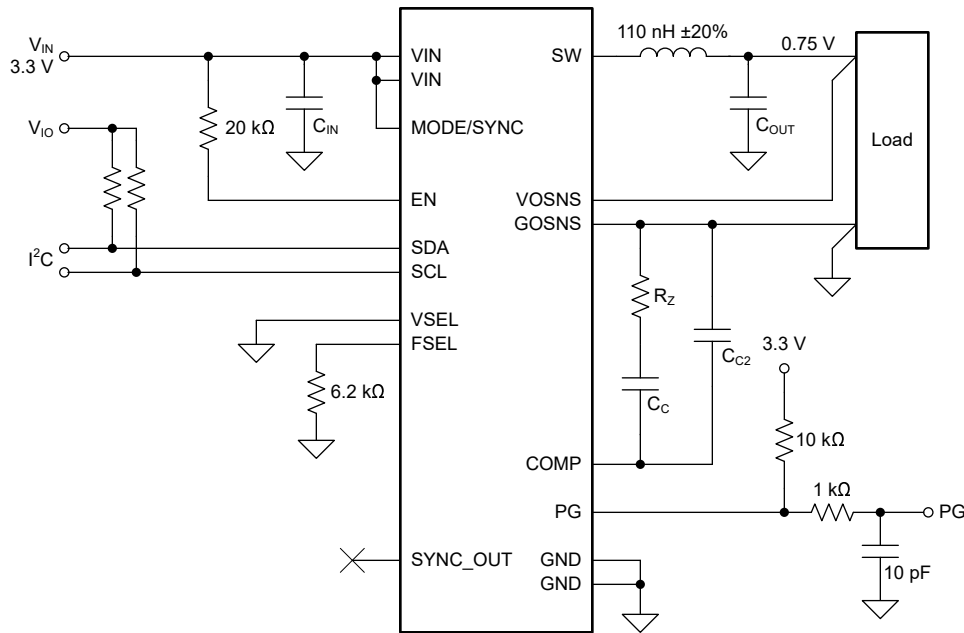 V_IN
3.3 V
V_IO
I²C
20 kΩ
C_IN
6.2 kΩ
VIN
VIN
MODE/SYNC
EN
SDA
SCL
VSEL
FSEL
SYNC_OUT
SW
VOSNS
GOSNS
COMP
PG
GND
GND
110 nH ±20%
0.75 V
C_OUT
Load
R_Z
C_C
C_C2
3.3 V
10 kΩ
1 kΩ
PG
10 pF